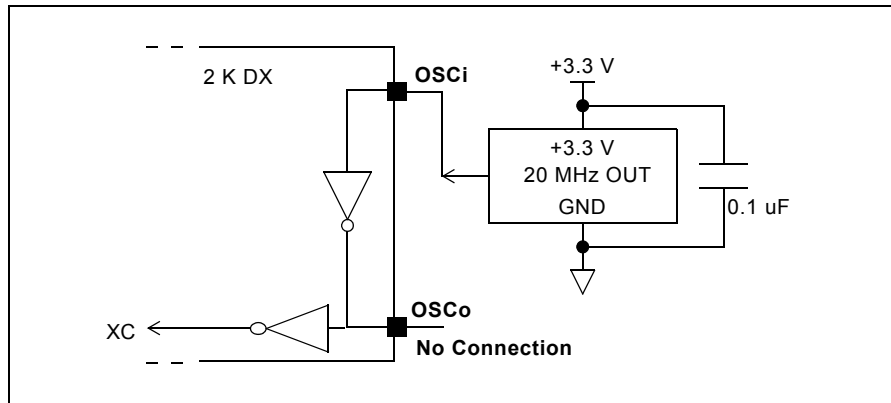 2 K DX
OSCi
+3.3 V
+3.3 V
20 MHz OUT
GND
0.1 uF
OSCo
XC
No Connection